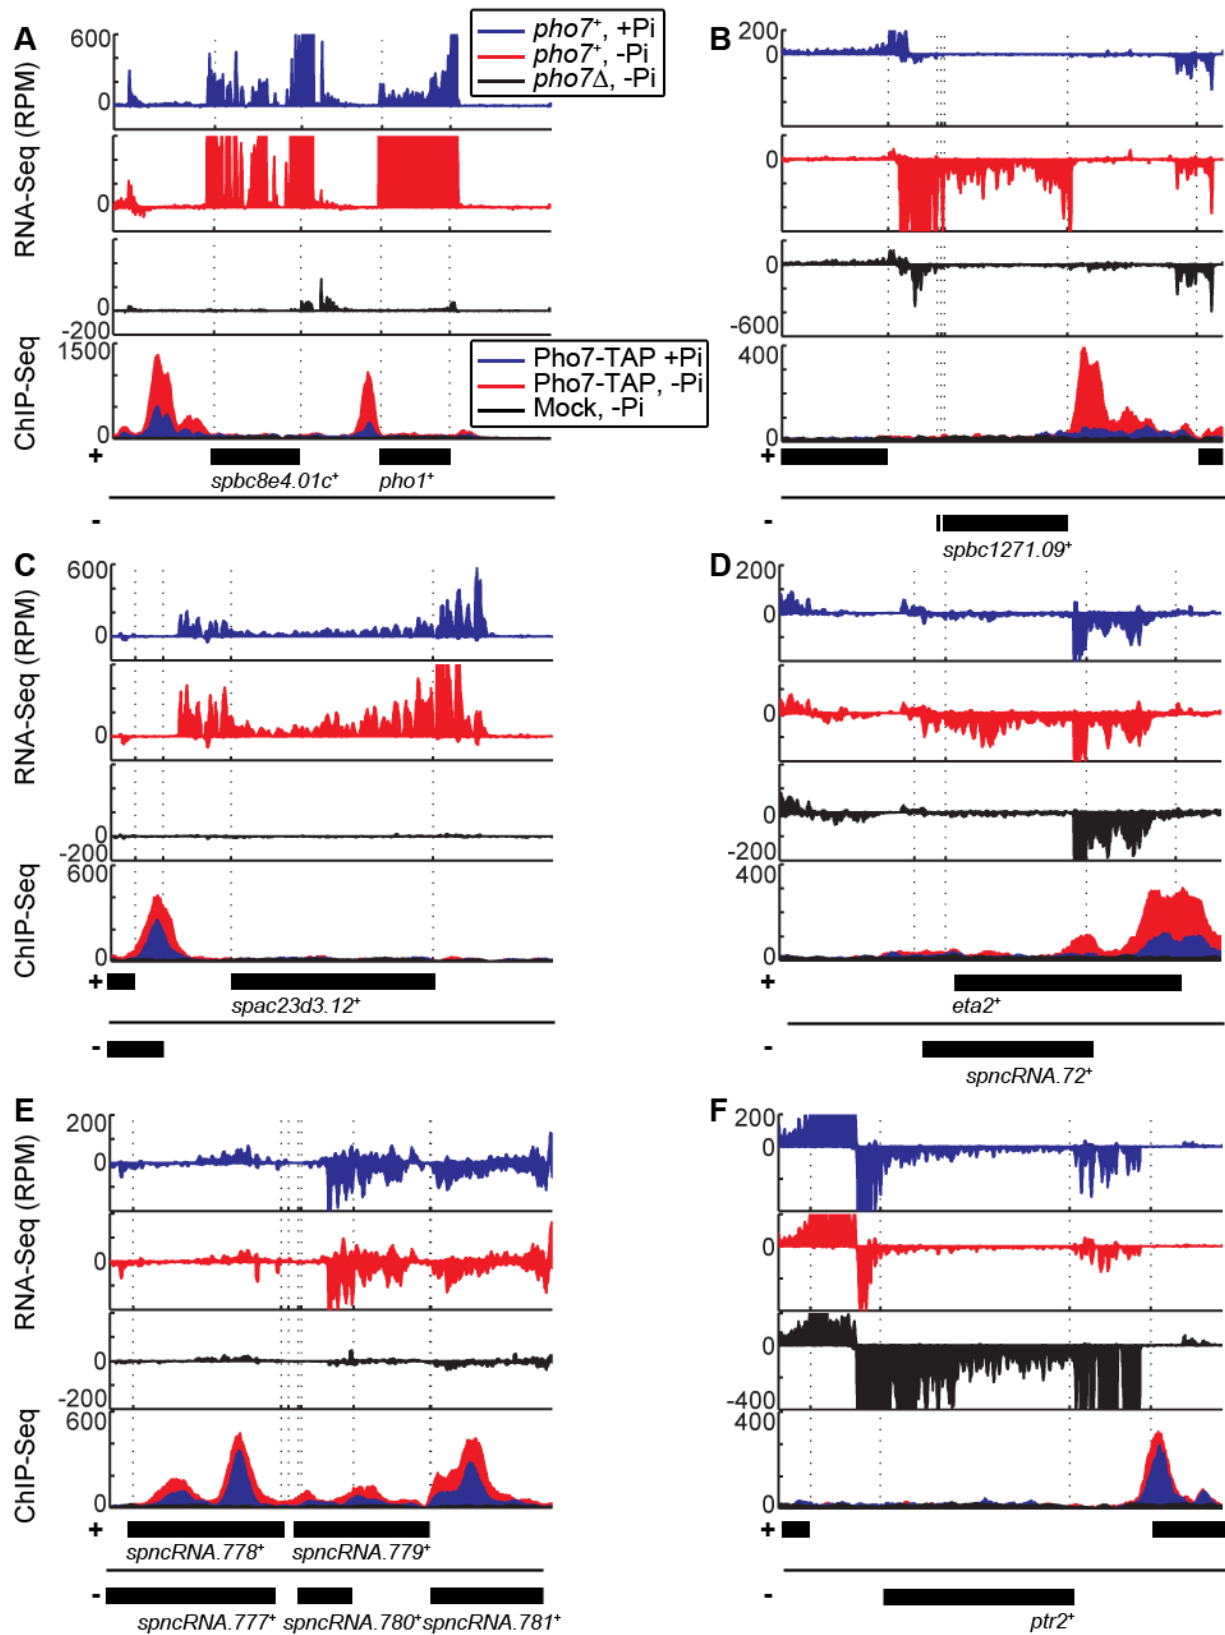 A
RNA-Seq (RPM)
600
0
0
0
-200
pho7⁺, +Pi
pho7⁺, -Pi
pho7Δ, -Pi
ChIP-Seq
1500
0
Pho7-TAP +Pi
Pho7-TAP, -Pi
Mock, -Pi
+
spbc8e4.01c⁺ pho1⁺
-
B
200
0
0
0
-600
400
0
+
-
spbc1271.09⁺
C
RNA-Seq (RPM)
600
0
0
0
-200
ChIP-Seq
600
0
+
spac23d3.12⁺
-
D
200
0
0
0
-200
400
0
+
eta2⁺
-
spncRNA.72⁺
E
RNA-Seq (RPM)
200
0
0
0
-200
ChIP-Seq
600
0
+
spncRNA.778⁺ spncRNA.779⁺
-
spncRNA.777⁺ spncRNA.780⁺ spncRNA.781⁺
F
200
0
0
0
-400
400
0
+
-
ptr2⁺